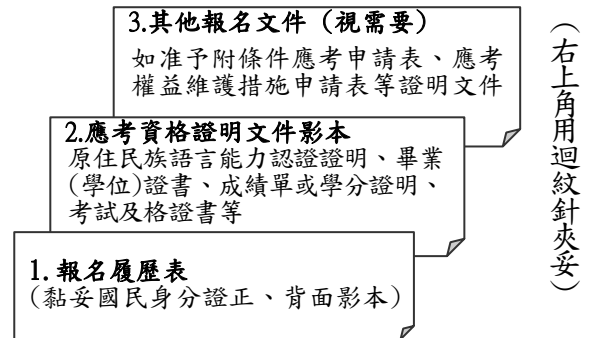 3.其他報名文件（視需要）
如准予附條件應考申請表、應考
權益維護措施申請表等證明文件
2.應考資格證明文件影本
原住民族語言能力認證證明、畢業
(學位)證書、成績單或學分證明、
考試及格證書等
1.報名履歷表
(黏妥國民身分證正、背面影本)
（右上角用迴紋針夾妥）